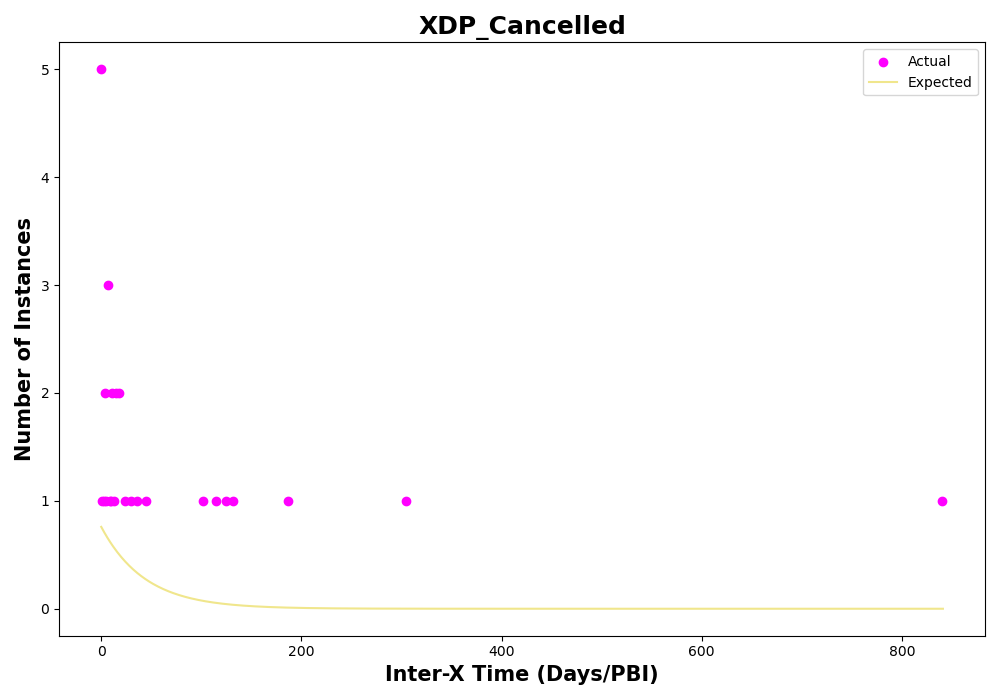 XDP_Cancelled
Actual
Expected
Number of Instances
5
4
3
2
1
0
0
200
400
600
800
Inter-X Time (Days/PBI)